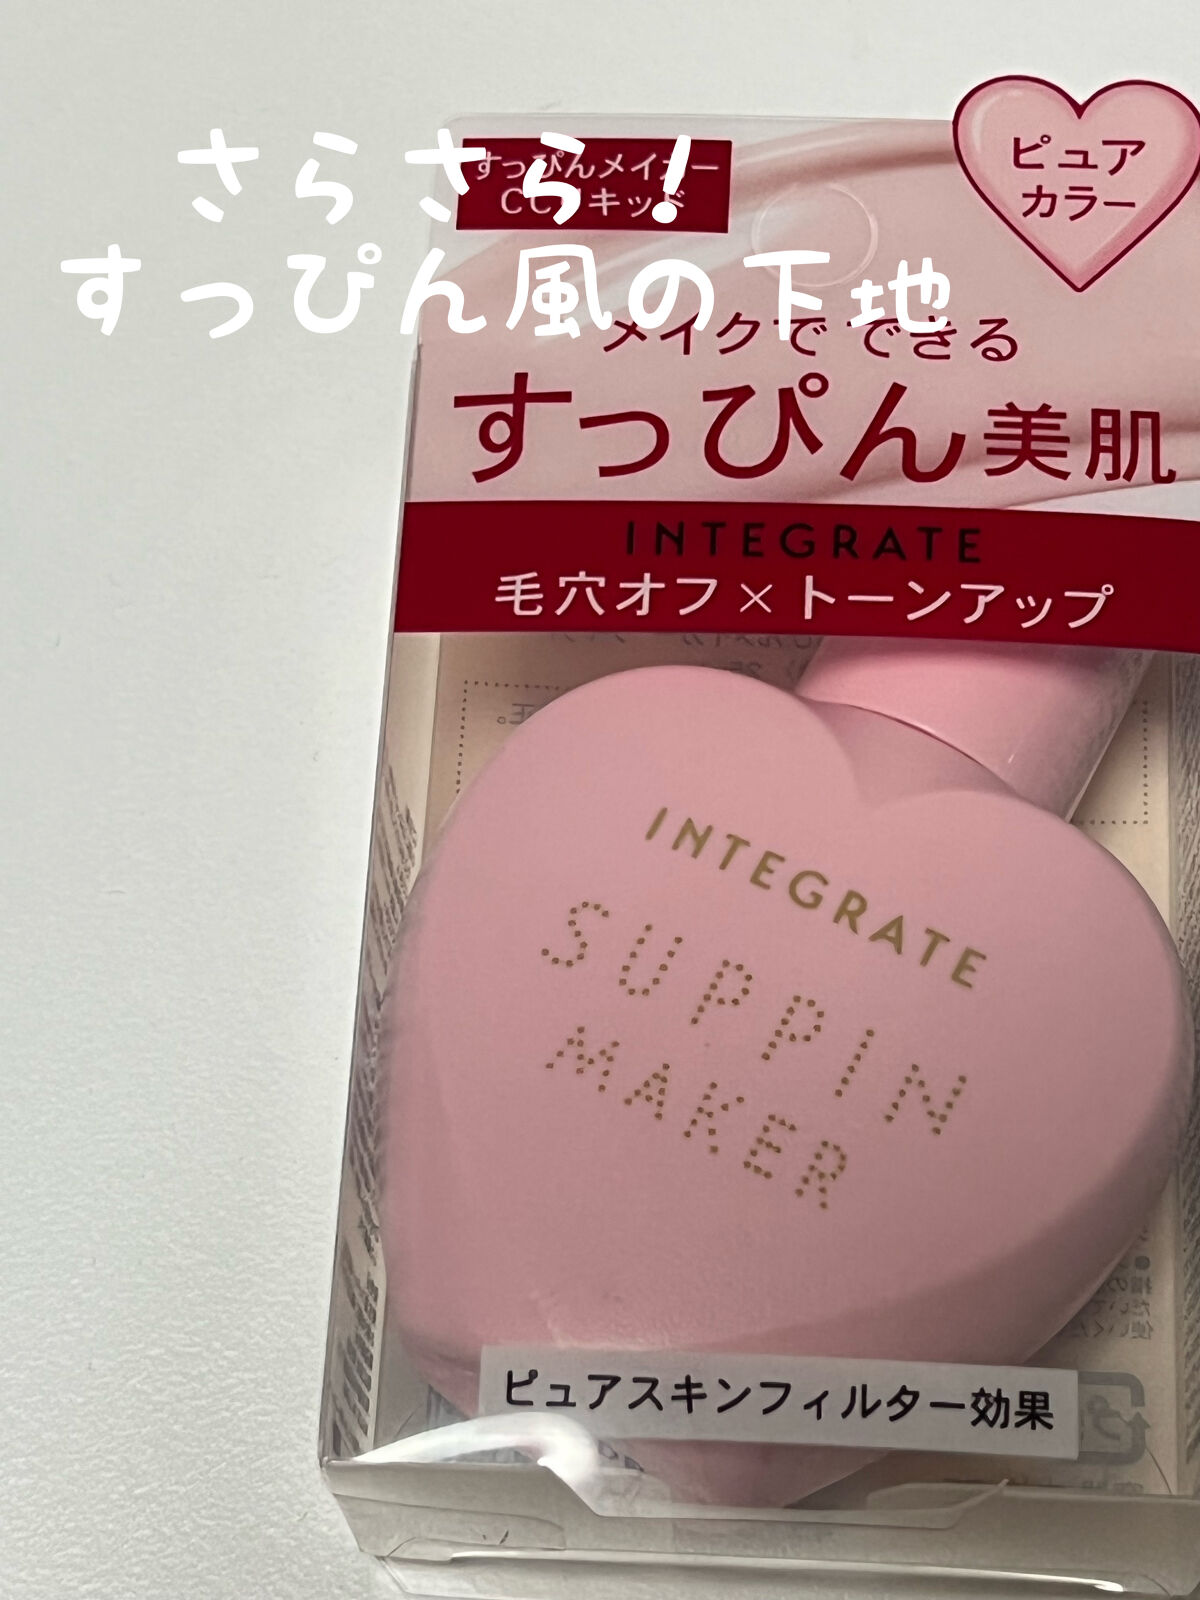 さらさら！
すっぴん風の下地
すっぴんメイカー
CCリキッド
ピュア
カラー
メイクで できる
すっぴん美肌
INTEGRATE
毛穴オフ×トーンアップ
INTEGRATE
SUPPIN
MAKER
ピュアスキンフィルター効果